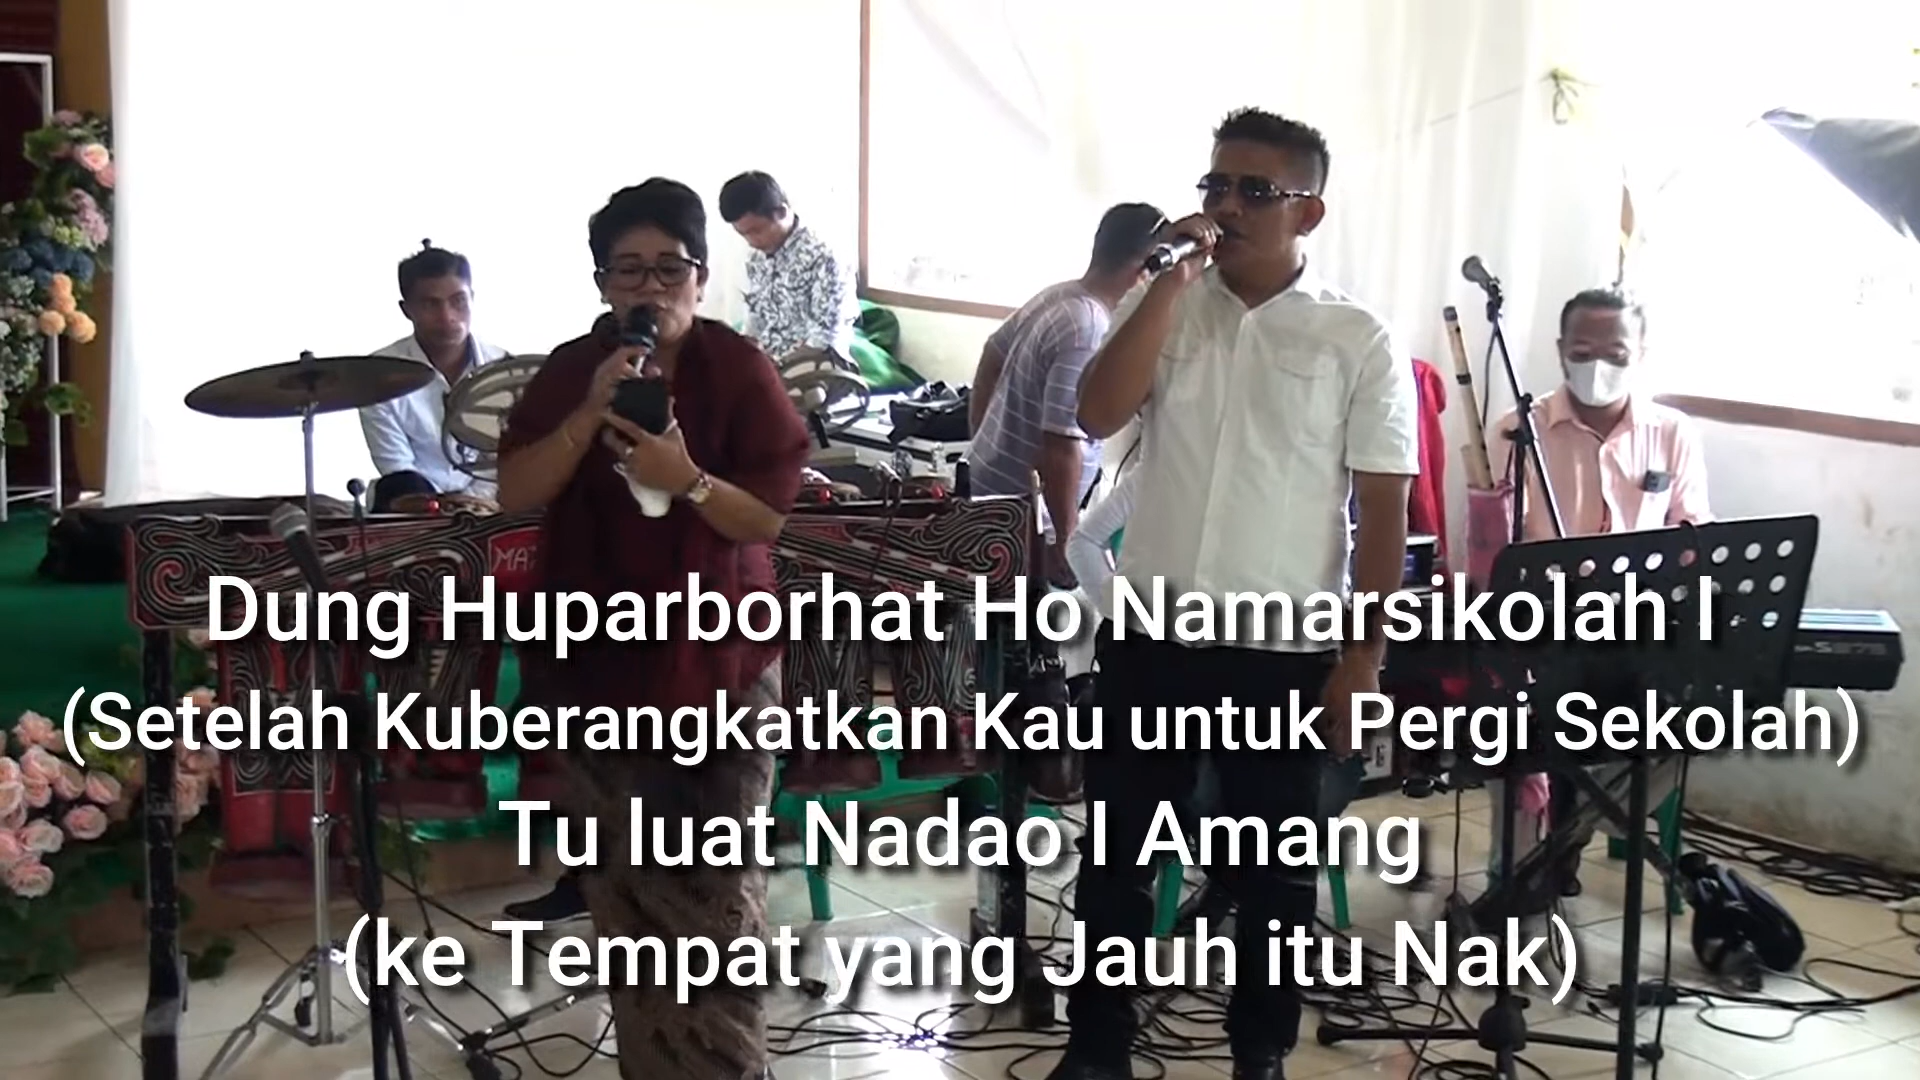 MA
Dung Huparborhat Ho Namarsikolah I
(Setelah Kuberangkatkan Kau untuk Pergi Sekolah)
Tu luat Nadao I Amang
(ke Tempat yang Jauh itu Nak)